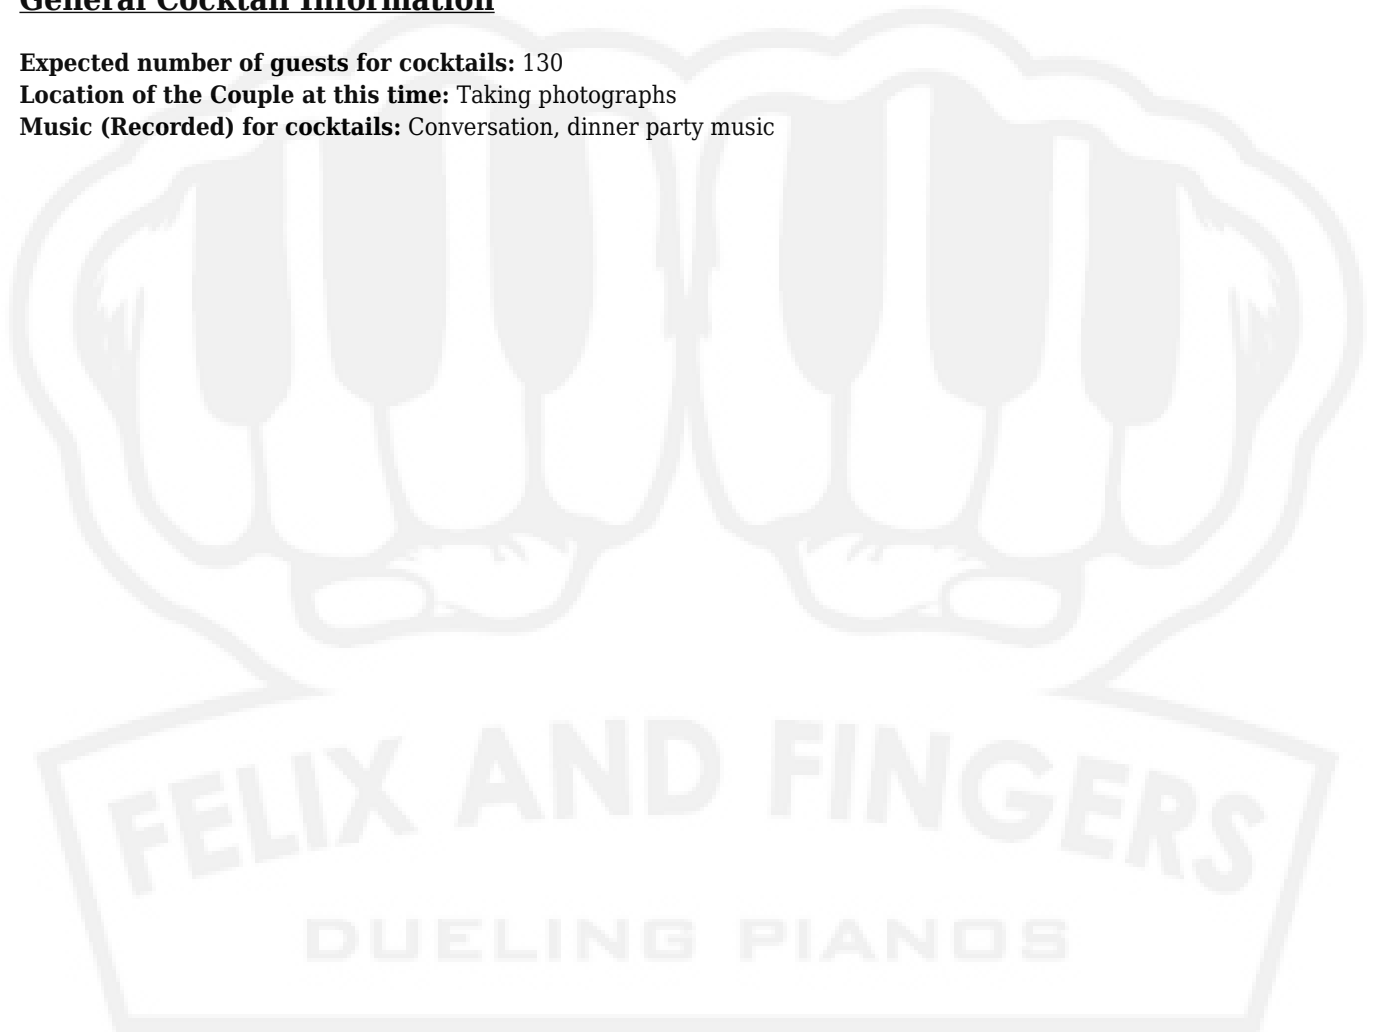 General Cocktail Information
Expected number of guests for cocktails: 130
Location of the Couple at this time: Taking photographs
Music (Recorded) for cocktails: Conversation, dinner party music
FELIX AND FINGERS
DUELING PIANOS